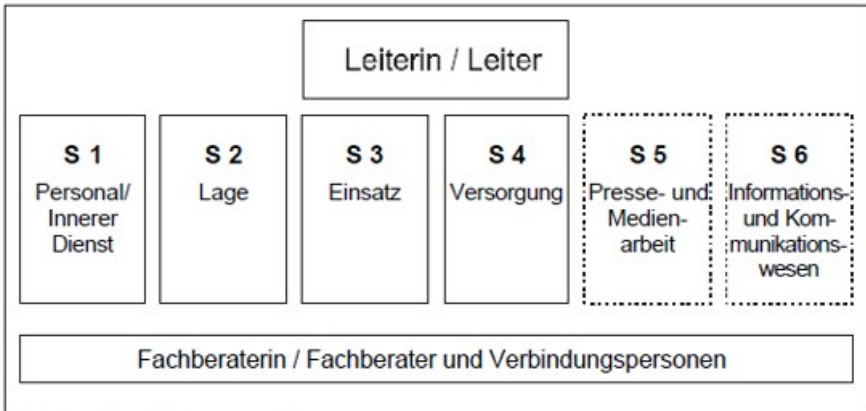 Leiterin / Leiter
S 1
Personal/
Innerer
Dienst
S 2
Lage
S 3
Einsatz
S 4
Versorgung
S 5
Presse- und
Medien-
arbeit
S 6
Informations-
und Kom-
munikations-
wesen
Fachberaterin / Fachberater und Verbindungspersonen